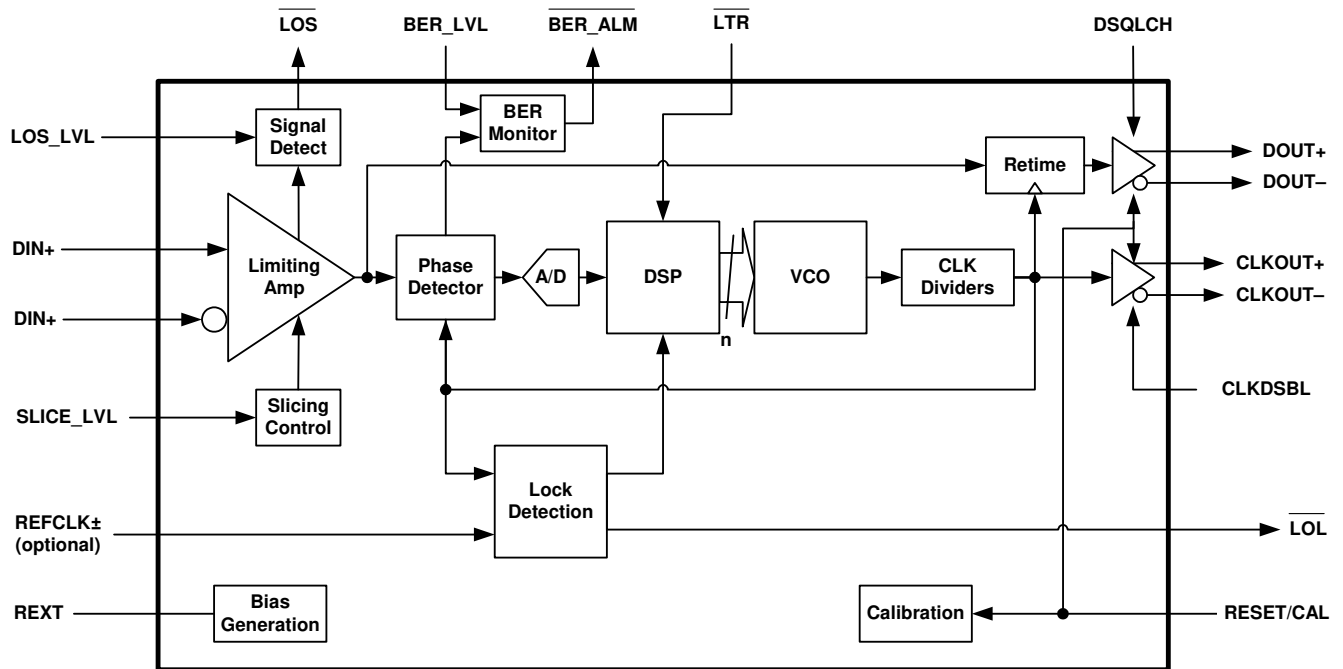 LOS
BER_LVL
BER_ALM
LTR
DSQLCH
LOS_LVL
Signal
Detect
BER
Monitor
Retime
DOUT+
DOUT–
DIN+
Limiting
Amp
Phase
Detector
A/D
DSP
n
VCO
CLK
Dividers
CLKOUT+
CLKOUT–
DIN+
SLICE_LVL
Slicing
Control
CLKDSBL
REFCLK±
(optional)
Lock
Detection
LOL
REXT
Bias
Generation
Calibration
RESET/CAL